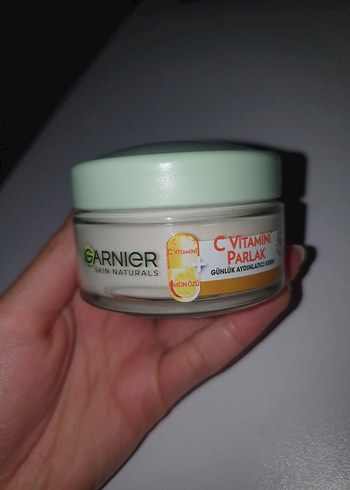 GARNIER
SKIN NATURALS
C VİTAMİNİ
LİMON ÖZÜ
C VİTAMİNİ
PARLAK
GÜNLÜK AYDINLATICI KREM